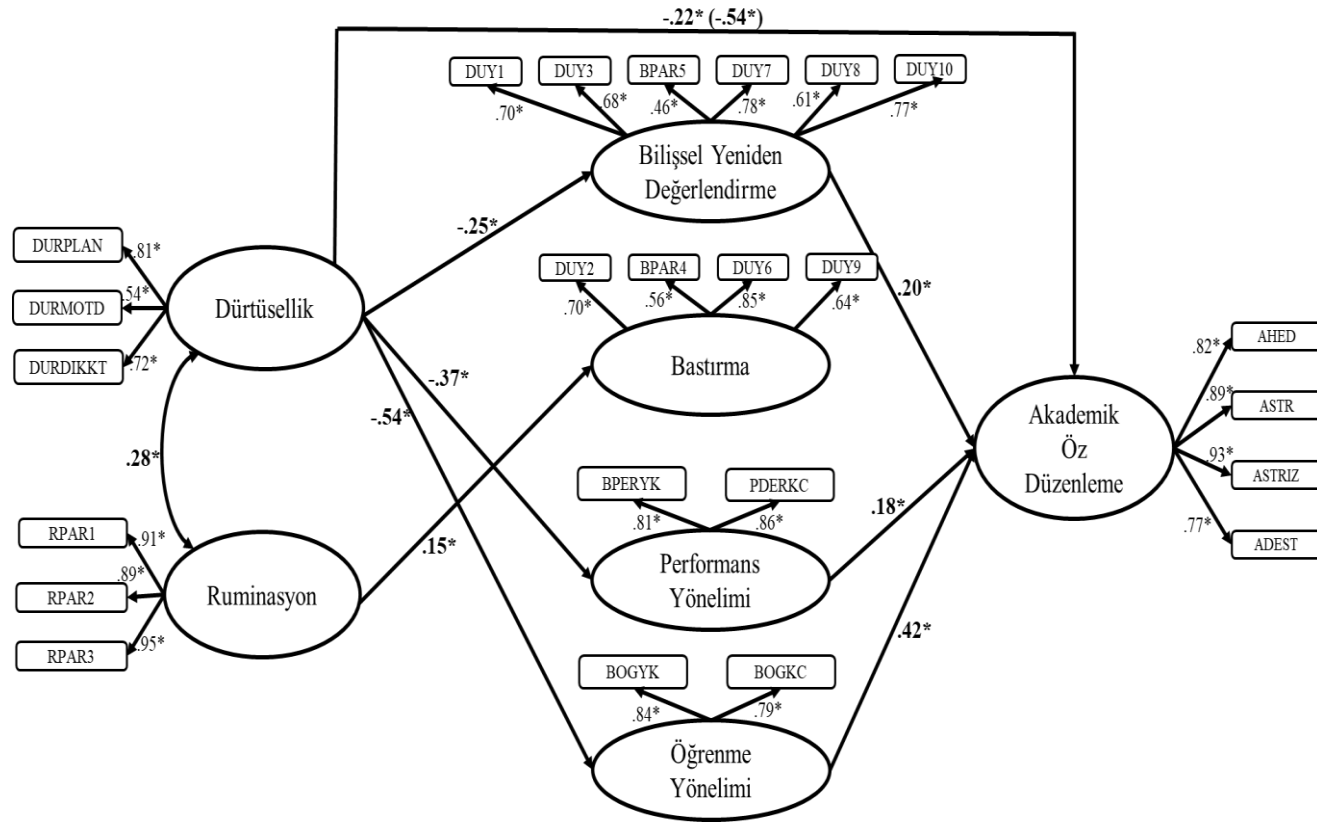 -.22* (-.54*)
DUY1
DUY3
BPAR5
DUY7
DUY8
DUY10
.70*
.68*
.46*
.78*
.61*
.77*
Bilişsel Yeniden
Değerlendirme
-.25*
DURPLAN
.81*
DURMOTD
.54*
DURDIKKT
.72*
Dürtüsellik
DUY2
BPAR4
DUY6
DUY9
.70*
.56*
.85*
.64*
Bastırma
.20*
-.37*
-.54*
.28*
AHED
.82*
ASTR
.89*
ASTRIZ
.93*
ADEST
.77*
Akademik
Öz
Düzenleme
RPAR1
.91*
RPAR2
.89*
RPAR3
.95*
Ruminasyon
.15*
BPERYK
PDERKC
.81*
.86*
Performans
Yönelimi
.18*
.42*
BOGYK
BOGKC
.84*
.79*
Öğrenme
Yönelimi